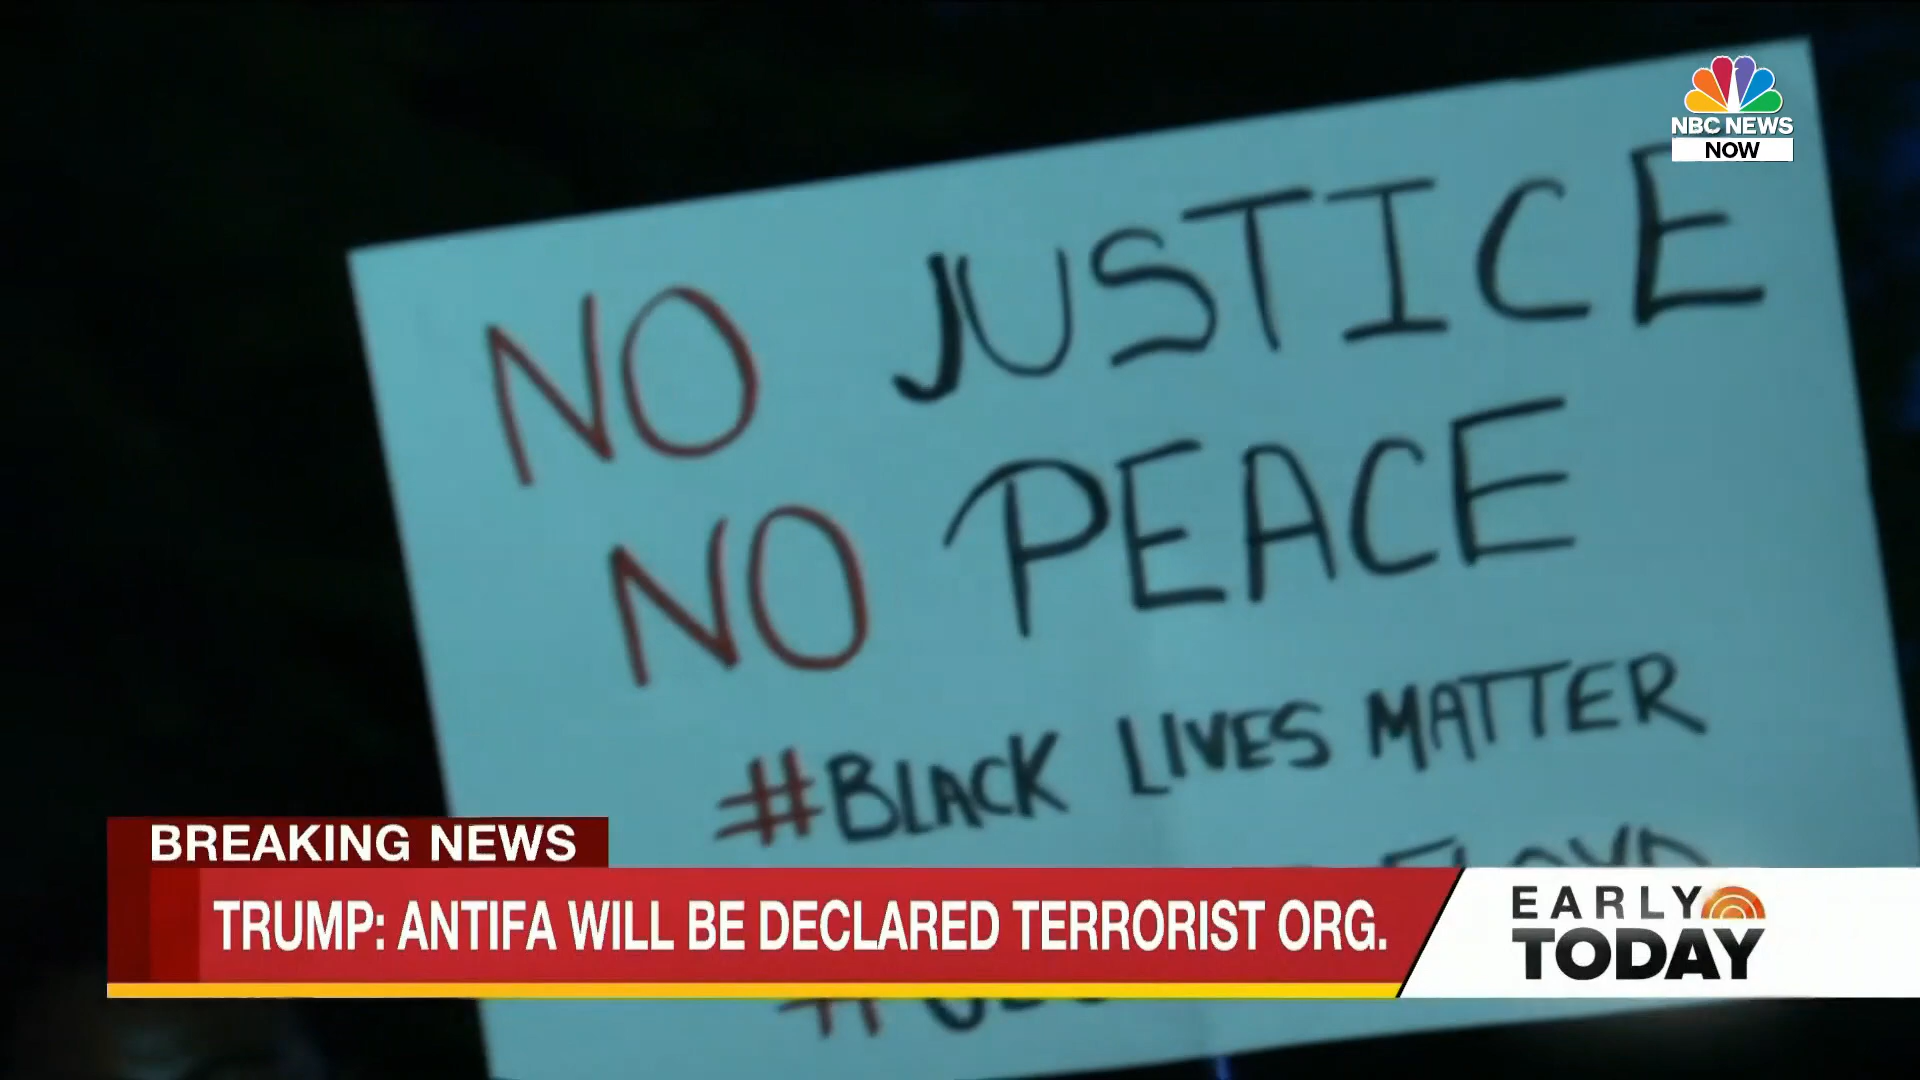 NBC NEWS
NOW
NO JUSTICE
NO PEACE
#BLACK LIVES MATTER
BREAKING NEWS
TRUMP: ANTIFA WILL BE DECLARED TERRORIST ORG.
EARLY
TODAY